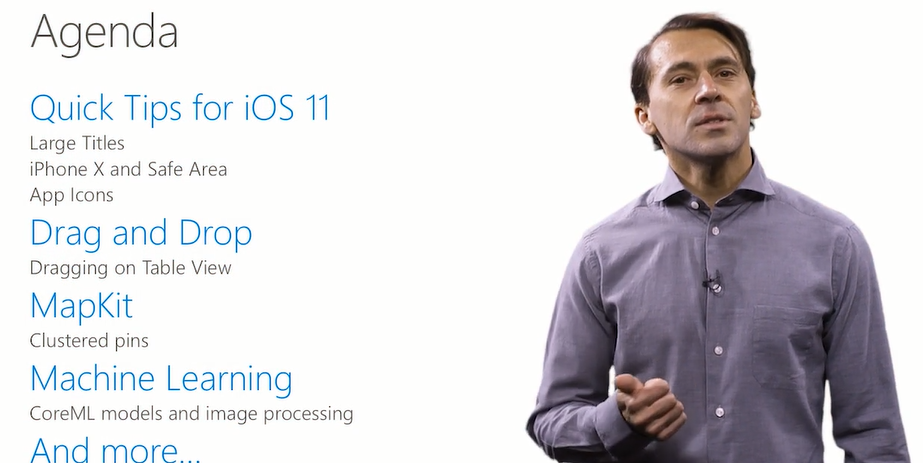 Agenda
Quick Tips for iOS 11
Large Titles
iPhone X and Safe Area
App Icons
Drag and Drop
Dragging on Table View
MapKit
Clustered pins
Machine Learning
CoreML models and image processing
And more...